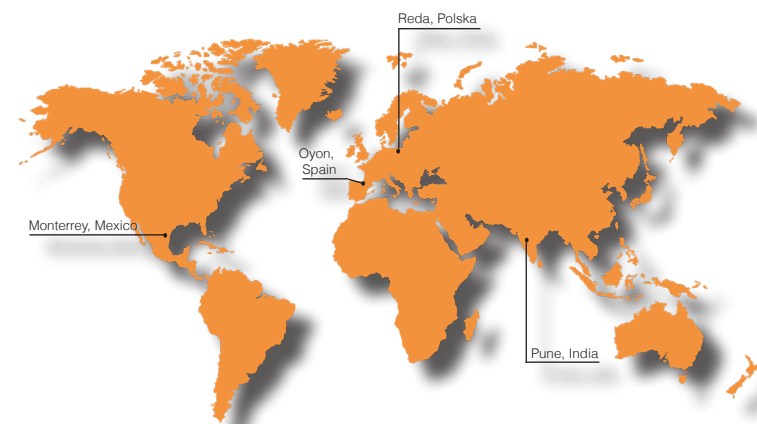 Reda, Polska
Oyon,
Spain
Monterrey, Mexico
Pune, India